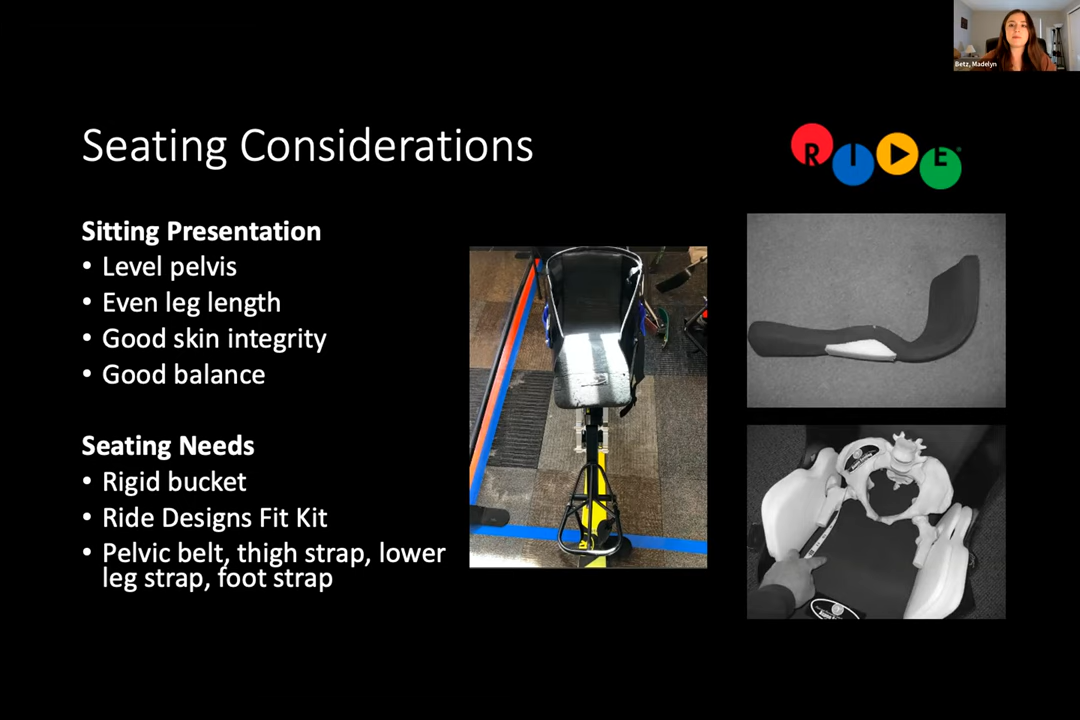 Betz, Madelyn
Seating Considerations
RIDE
Sitting Presentation
• Level pelvis
• Even leg length
• Good skin integrity
• Good balance
Seating Needs
• Rigid bucket
• Ride Designs Fit Kit
• Pelvic belt, thigh strap, lower
leg strap, foot strap